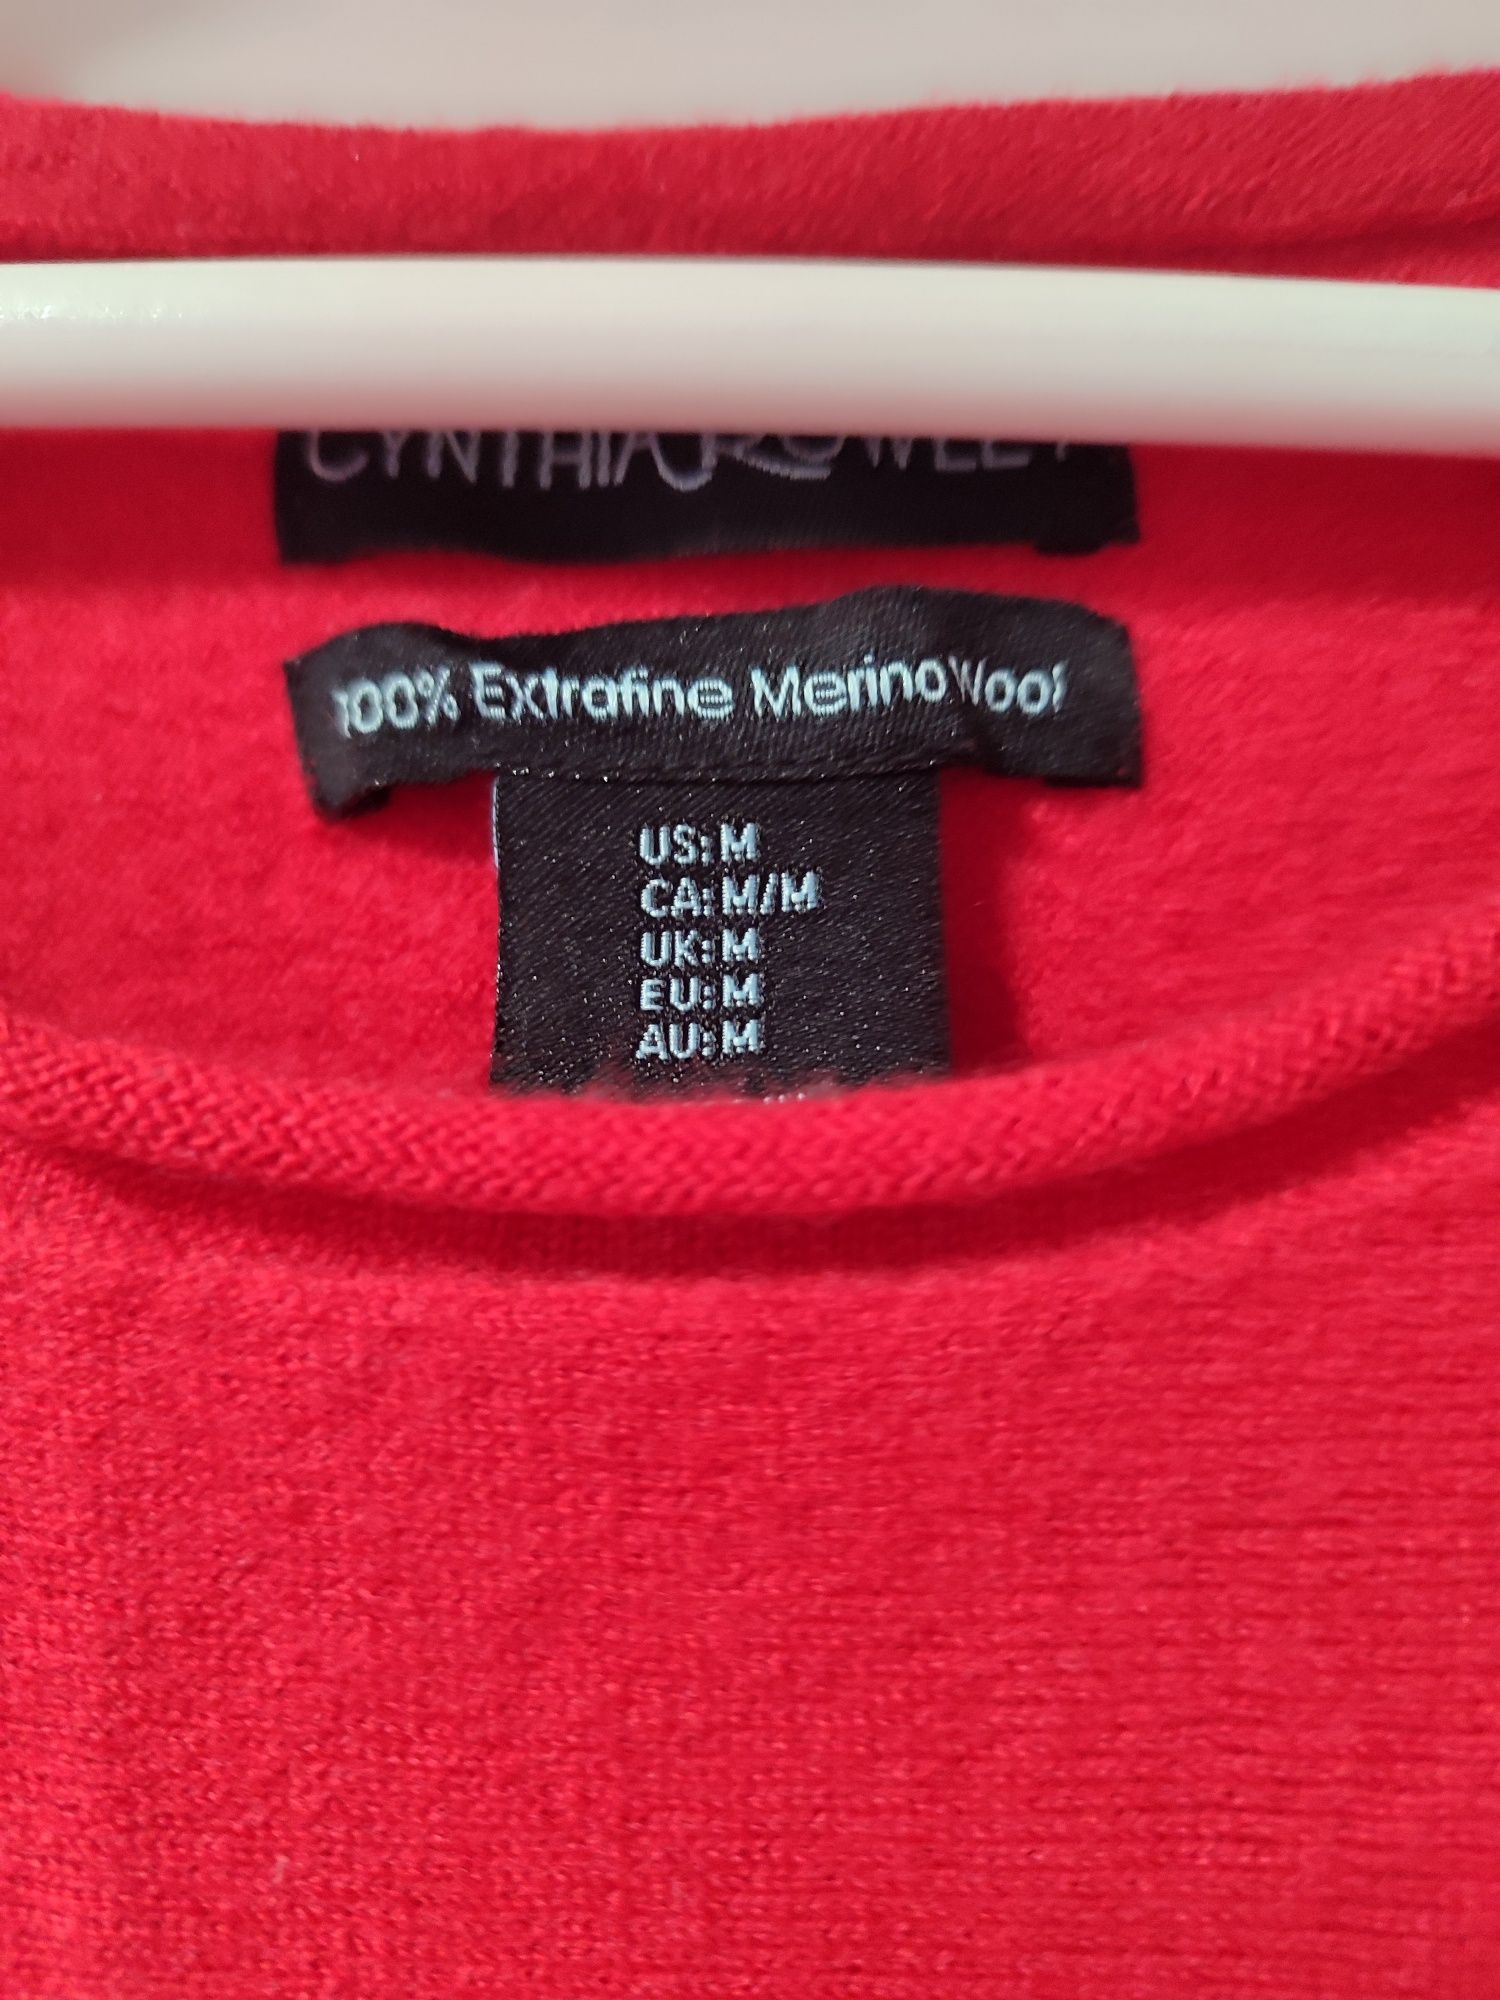 CYNTHIA ROWLEY
100% Extrafine Merino Wool
US: M
CA: M/M
UK: M
EU: M
AU: M